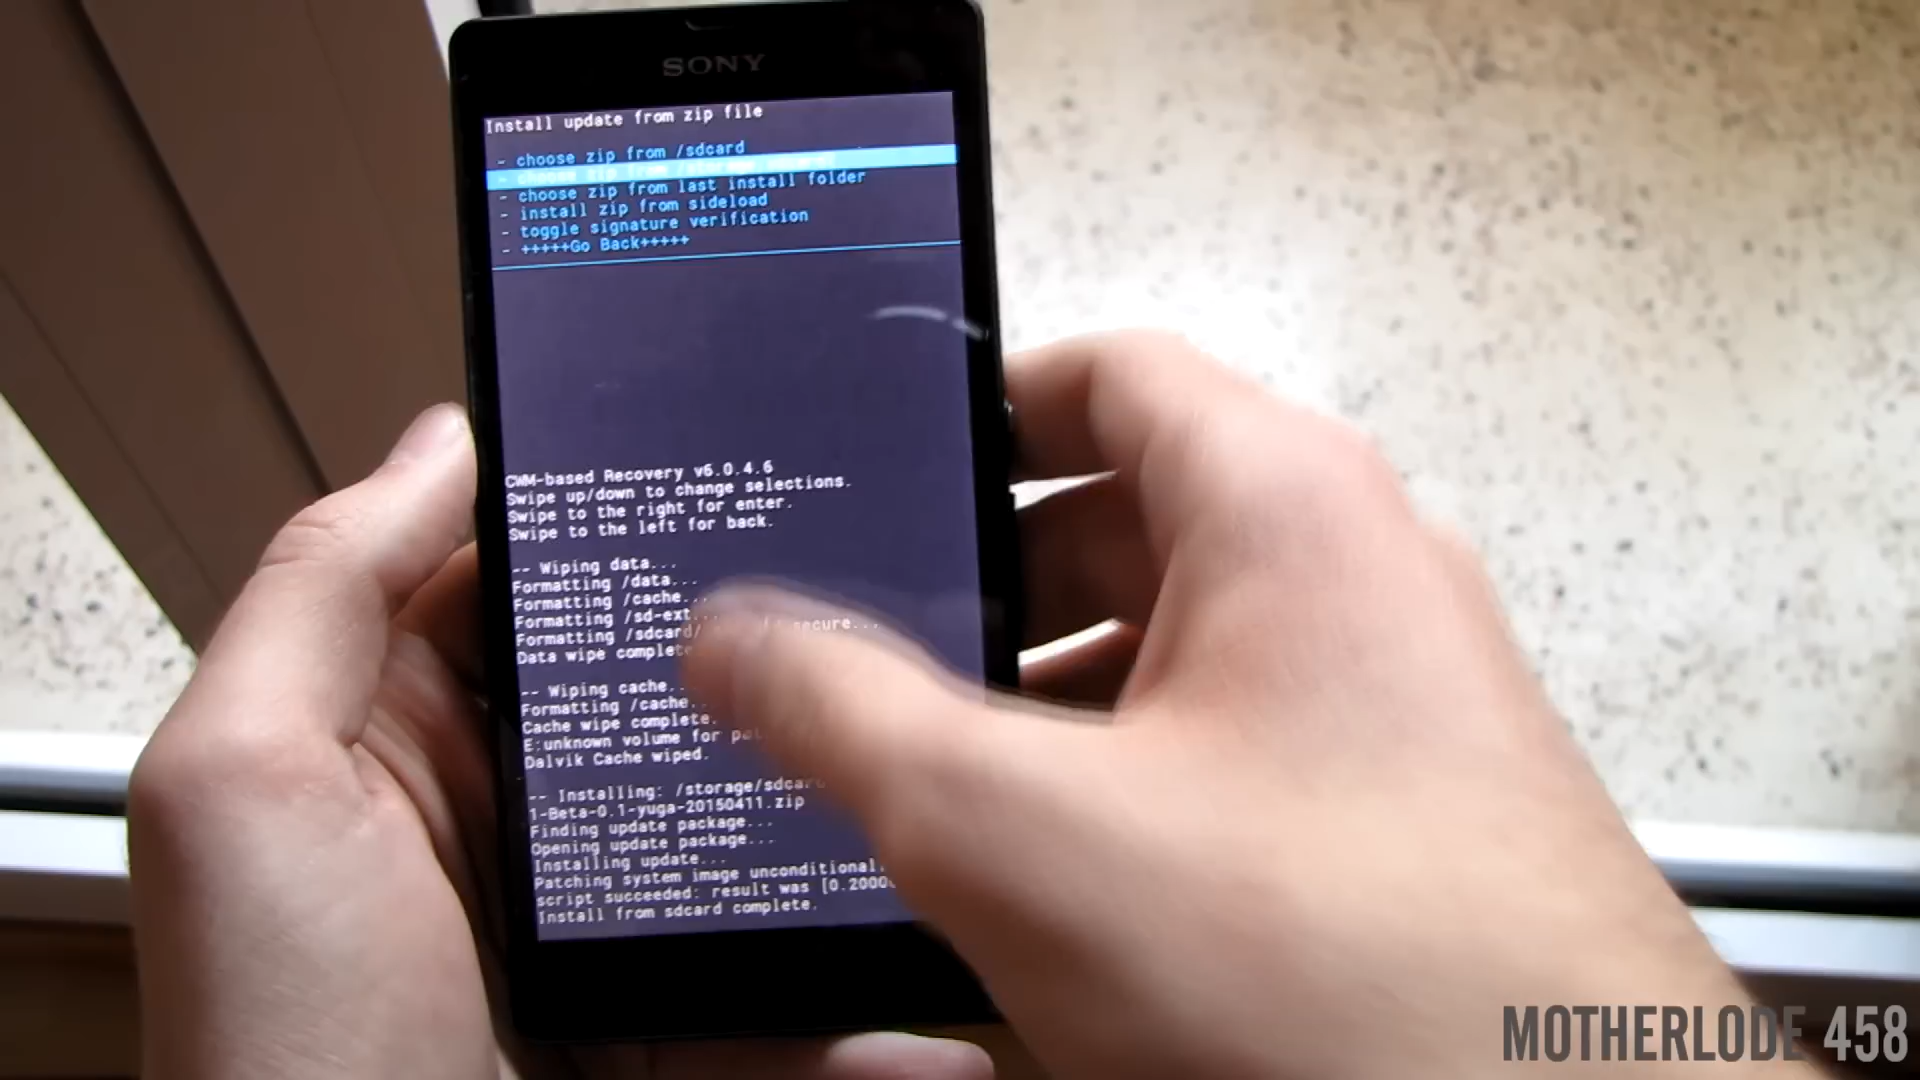 SONY
Install update from zip file
- choose zip from /sdcard
- choose zip from
- choose zip from last install folder
- install zip from sideload
- toggle signature verification
- +++++Go Back+++++
CWM-based Recovery v6.0.4.6
Swipe up/down to change selections.
Swipe to the right for enter.
Swipe to the left for back.
-- Wiping data...
Formatting /data...
Formatting /cache...
Formatting /sd-ext...
Formatting /sdcard/ secure...
Data wipe complete
-- Wiping cache..
Formatting /cache..
Cache wipe complete.
E:unknown volume for
Dalvik Cache wiped.
-- Installing: /storage/sdcard
1-Beta-0.1-yuga-20150411.zip
Finding update package...
Opening update package...
Installing update...
Patching system image unconditional
script succeeded: result was [0.2000
Install from sdcard complete.
MOTHERLODE 458